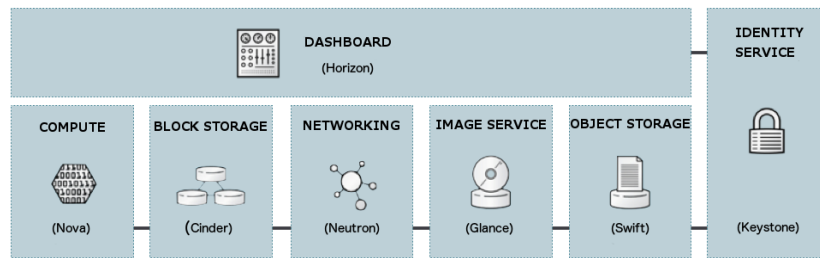 DASHBOARD
(Horizon)
IDENTITY
SERVICE
(Keystone)
COMPUTE
(Nova)
BLOCK STORAGE
(Cinder)
NETWORKING
(Neutron)
IMAGE SERVICE
(Glance)
OBJECT STORAGE
(Swift)